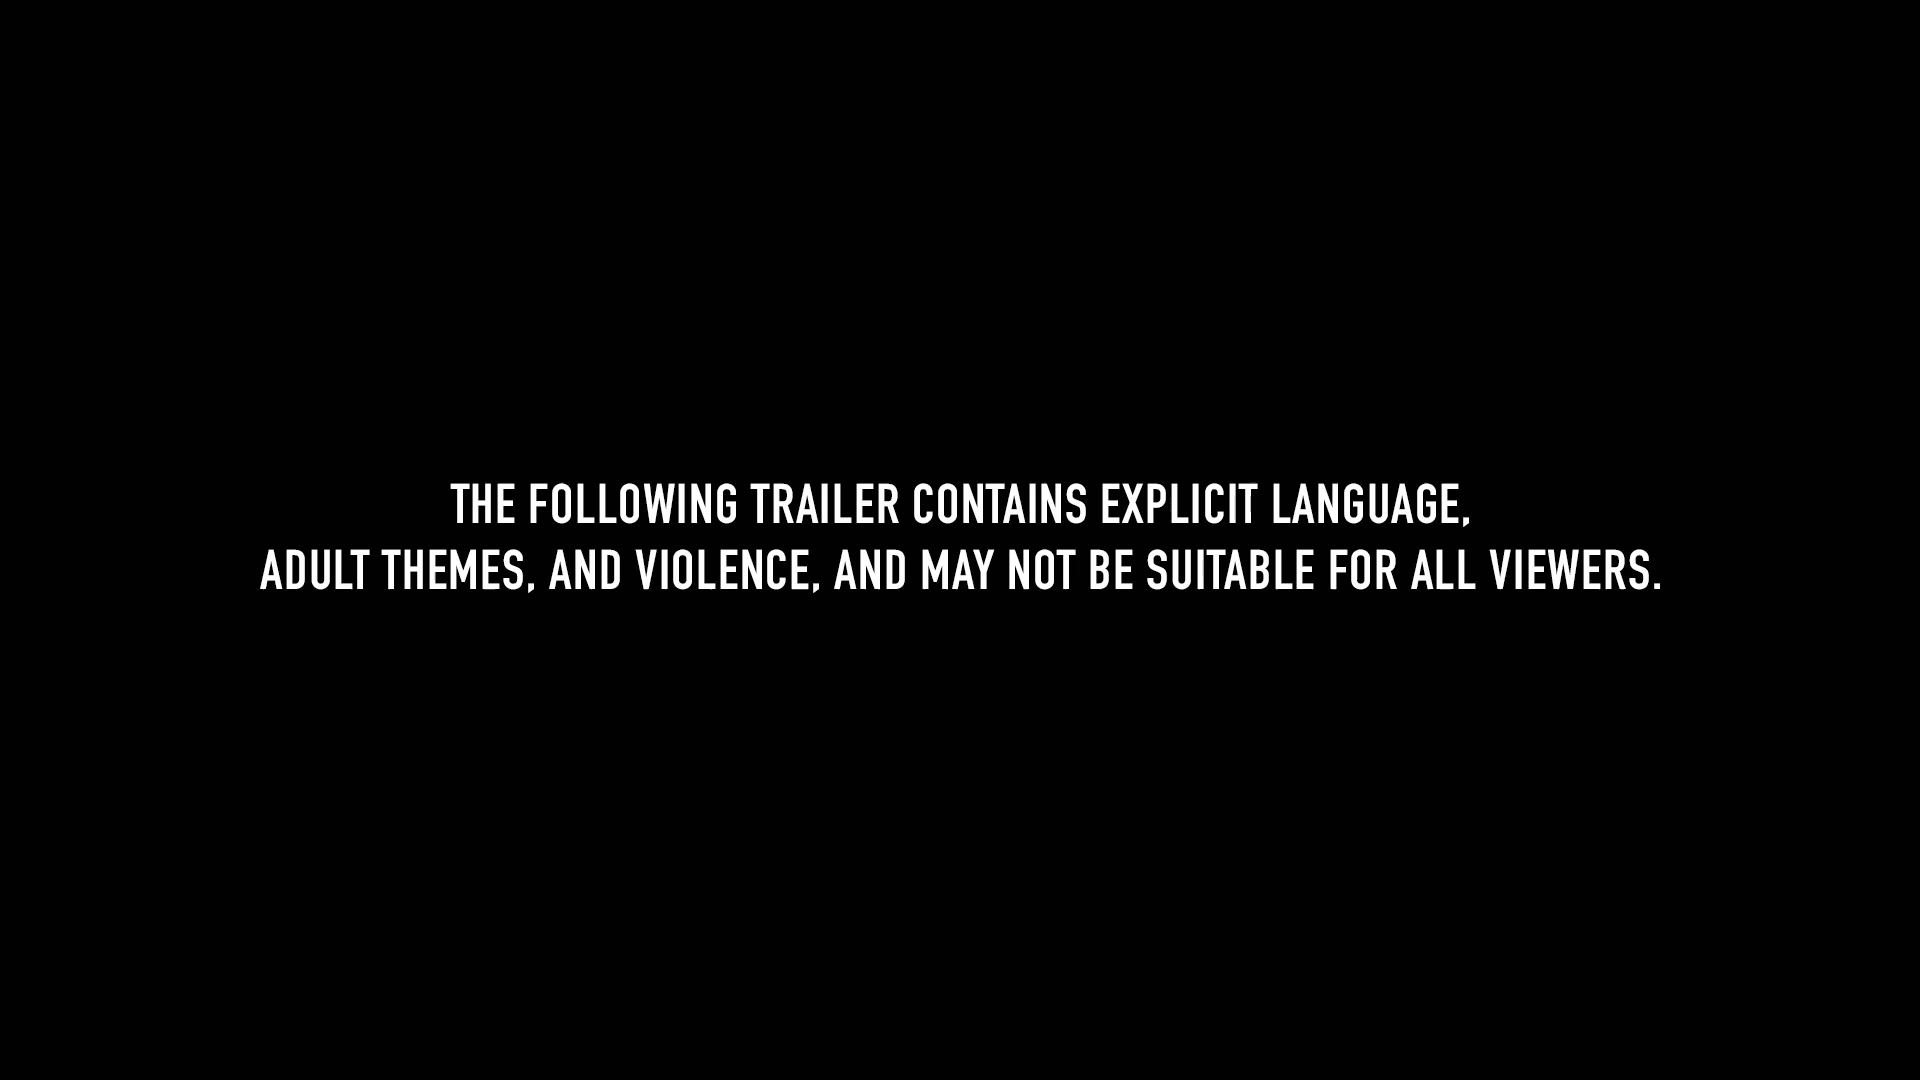 THE FOLLOWING TRAILER CONTAINS EXPLICIT LANGUAGE,
ADULT THEMES, AND VIOLENCE, AND MAY NOT BE SUITABLE FOR ALL VIEWERS.